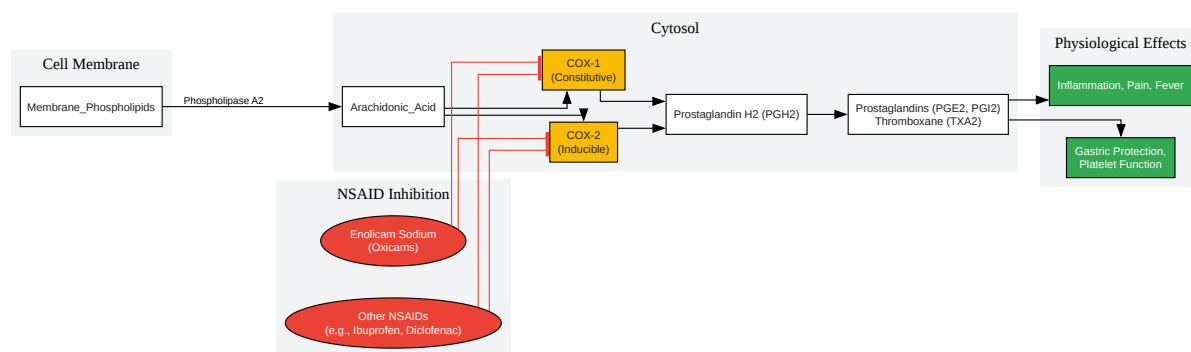 Cell Membrane
Membrane_Phospholipids
Phospholipase A2
Cytosol
Arachidonic_Acid
COX-1
(Constitutive)
COX-2
(Inducible)
Prostaglandin H2 (PGH2)
Prostaglandins (PGE2, PGI2)
Thromboxane (TXA2)
Physiological Effects
Inflammation, Pain, Fever
Gastric Protection,
Platelet Function
NSAID Inhibition
Enolicam Sodium
(Oxicams)
Other NSAIDs
(e.g., Ibuprofen, Diclofenac)